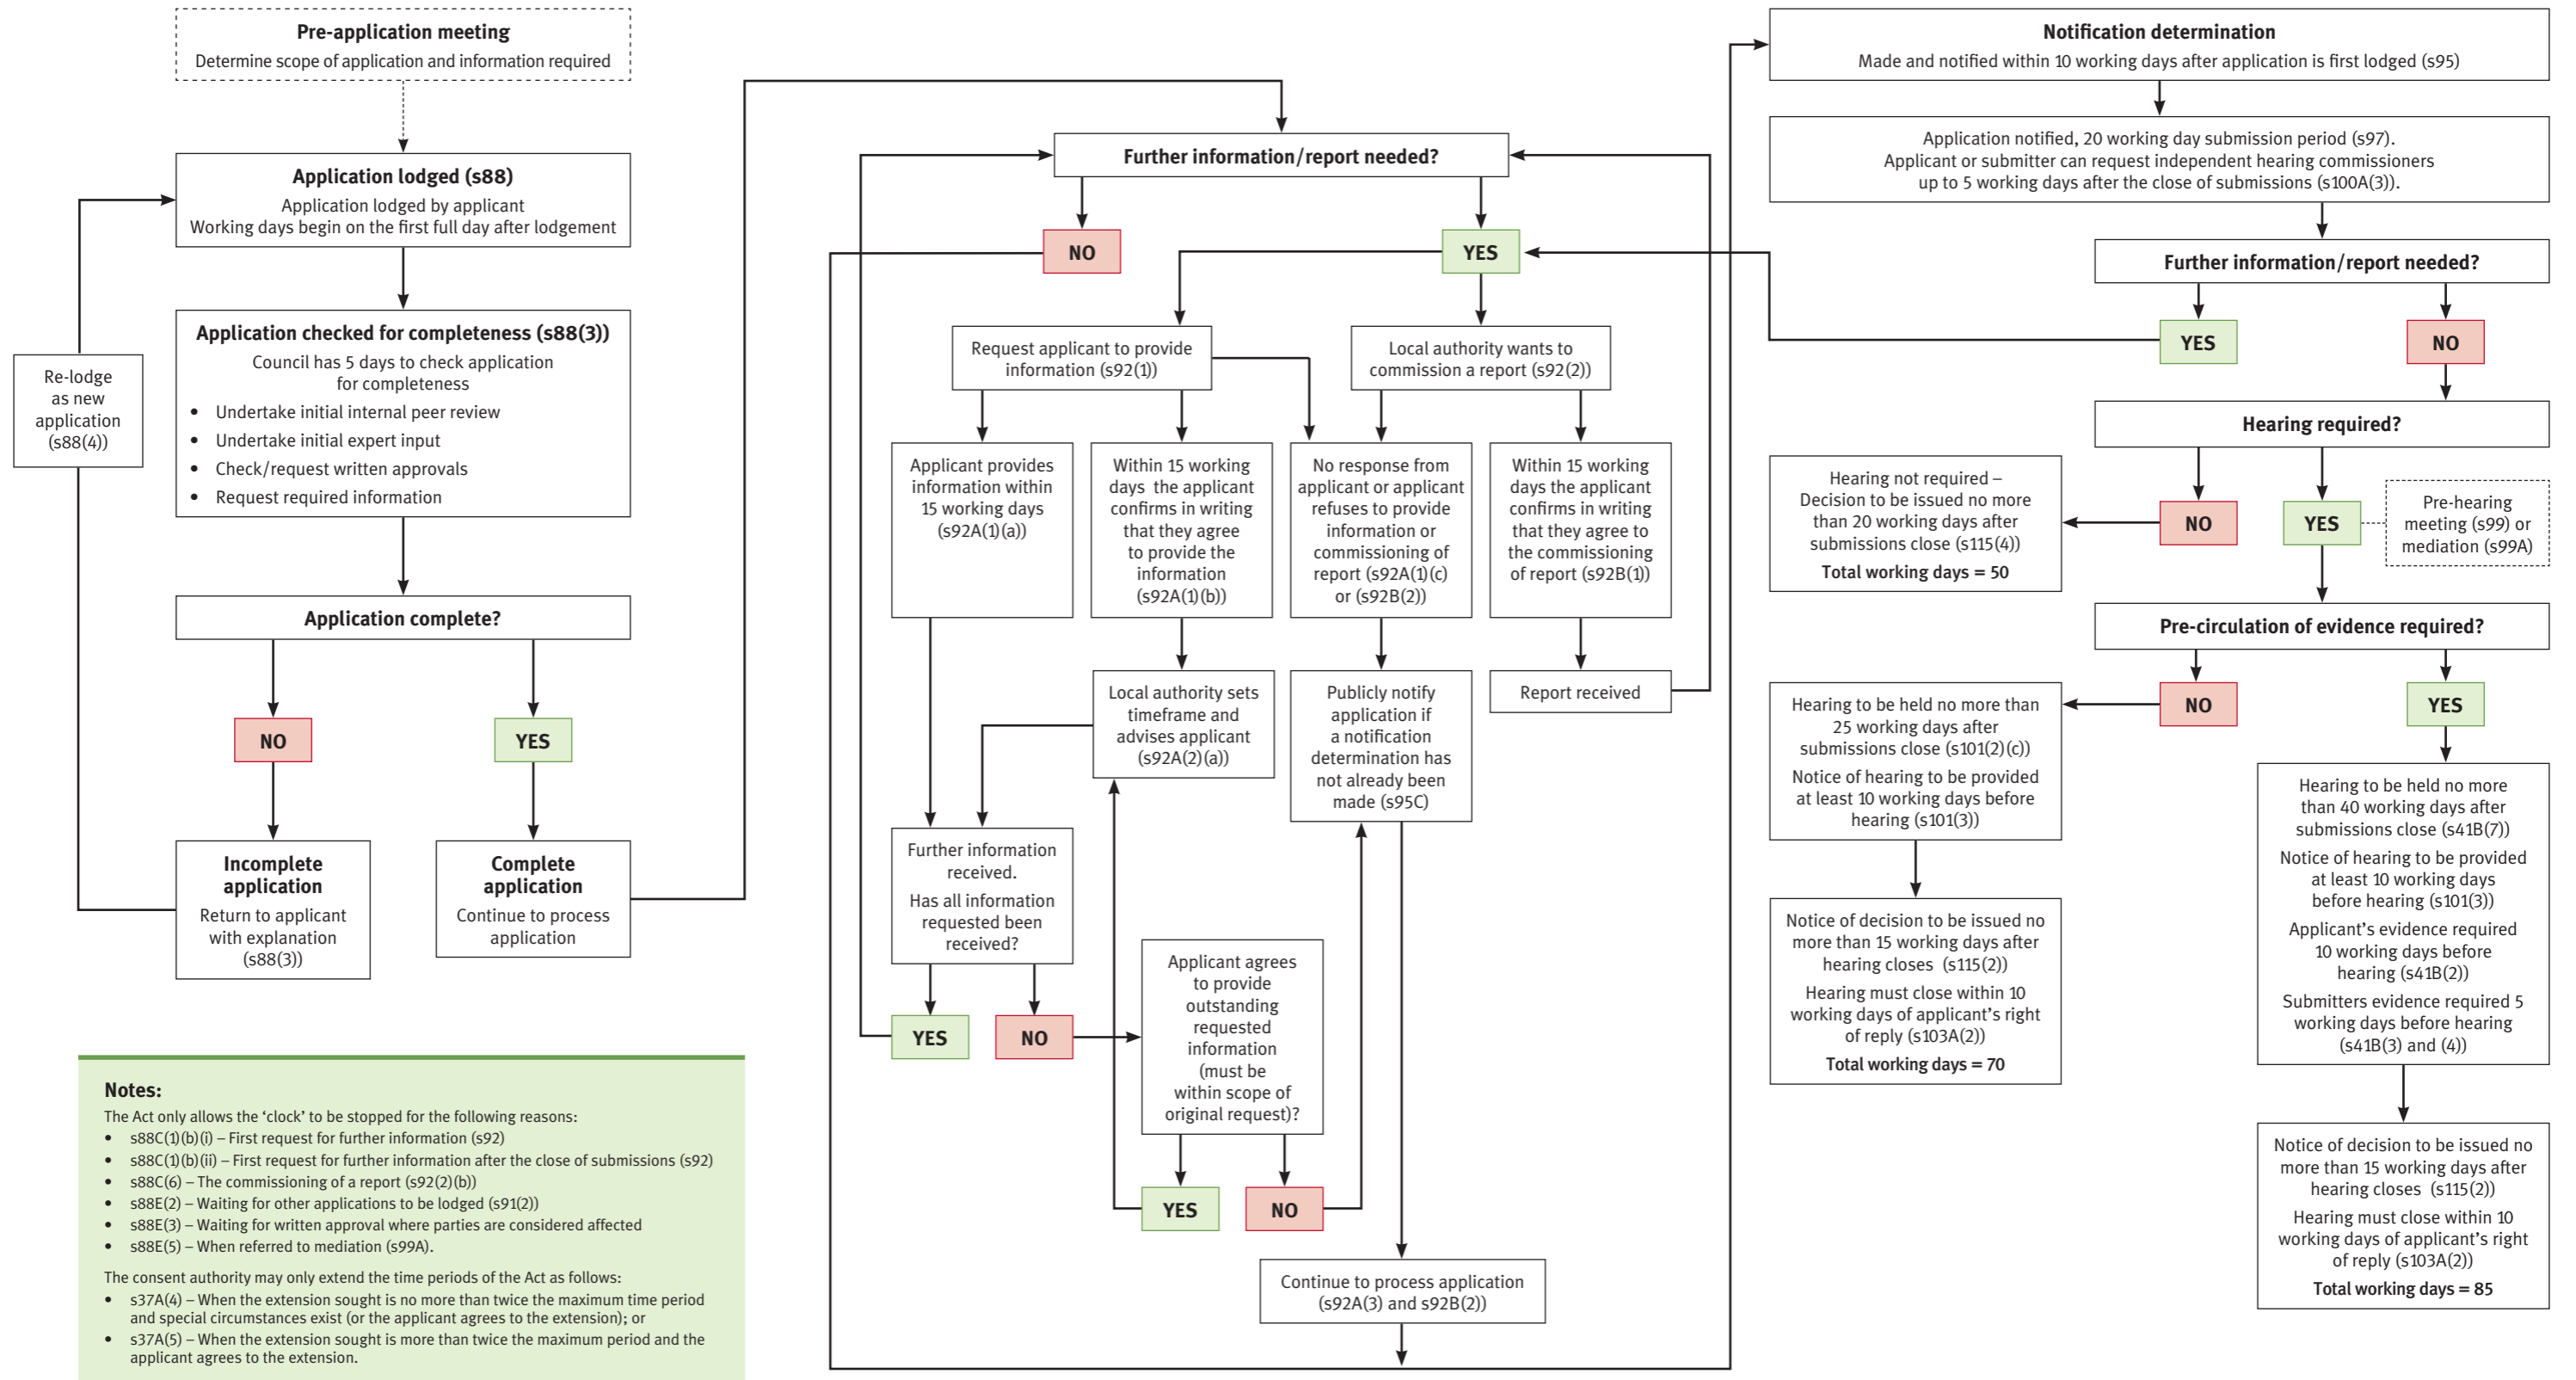 Pre-application meeting
Determine scope of application and information required
Application lodged (s88)
Application lodged by applicant
Working days begin on the first full day after lodgement
Re-lodge
as new
application
(s88(4))
Application checked for completeness (s88(3))
Council has 5 days to check application
for completeness
• Undertake initial internal peer review
• Undertake initial expert input
• Check/request written approvals
• Request required information
Application complete?
NO
YES
Incomplete
application
Return to applicant
with explanation
(s88(3))
Complete
application
Continue to process
application
Notes:
The Act only allows the ‘clock’ to be stopped for the following reasons:
• s88C(1)(b)(i) – First request for further information (s92)
• s88C(1)(b)(ii) – First request for further information after the close of submissions (s92)
• s88C(6) – The commissioning of a report (s92(2)(b))
• s88E(2) – Waiting for other applications to be lodged (s91(2))
• s88E(3) – Waiting for written approval where parties are considered affected
• s88E(5) – When referred to mediation (s99A).
The consent authority may only extend the time periods of the Act as follows:
• s37A(4) – When the extension sought is no more than twice the maximum time period
and special circumstances exist (or the applicant agrees to the extension); or
• s37A(5) – When the extension sought is more than twice the maximum period and the
applicant agrees to the extension.
Further information/report needed?
NO
YES
Request applicant to provide
information (s92(1))
Local authority wants to
commission a report (s92(2))
Applicant provides
information within
15 working days
(s92A(1)(a))
Within 15 working
days the applicant
confirms in writing
that they agree
to provide the
information
(s92A(1)(b))
No response from
applicant or applicant
refuses to provide
information or
commissioning of
report (s92A(1)(c)
or (s92B(2))
Within 15 working
days the applicant
confirms in writing
that they agree to
the commissioning
of report (s92B(1))
Local authority sets
timeframe and
advises applicant
(s92A(2)(a))
Publicly notify
application if
a notification
determination has
not already been
made (s95C)
Report received
Further information
received.
Has all information
requested been
received?
YES
NO
Applicant agrees
to provide
outstanding
requested
information
(must be
within scope of
original request)?
YES
NO
Continue to process application
(s92A(3) and s92B(2))
Notification determination
Made and notified within 10 working days after application is first lodged (s95)
Application notified, 20 working day submission period (s97).
Applicant or submitter can request independent hearing commissioners
up to 5 working days after the close of submissions (s100A(3)).
Further information/report needed?
YES
NO
Hearing required?
Hearing not required –
Decision to be issued no more
than 20 working days after
submissions close (s115(4))
Total working days = 50
NO
YES
Pre-hearing
meeting (s99) or
mediation (s99A)
Pre-circulation of evidence required?
NO
YES
Hearing to be held no more than
25 working days after
submissions close (s101(2)(c))
Notice of hearing to be provided
at least 10 working days before
hearing (s101(3))
Notice of decision to be issued no
more than 15 working days after
hearing closes (s115(2))
Hearing must close within 10
working days of applicant’s right
of reply (s103A(2))
Total working days = 70
Hearing to be held no more
than 40 working days after
submissions close (s41B(7))
Notice of hearing to be provided
at least 10 working days
before hearing (s101(3))
Applicant’s evidence required
10 working days before
hearing (s41B(2))
Submitters evidence required 5
working days before hearing
(s41B(3) and (4))
Notice of decision to be issued no
more than 15 working days after
hearing closes (s115(2))
Hearing must close within 10
working days of applicant’s right
of reply (s103A(2))
Total working days = 85